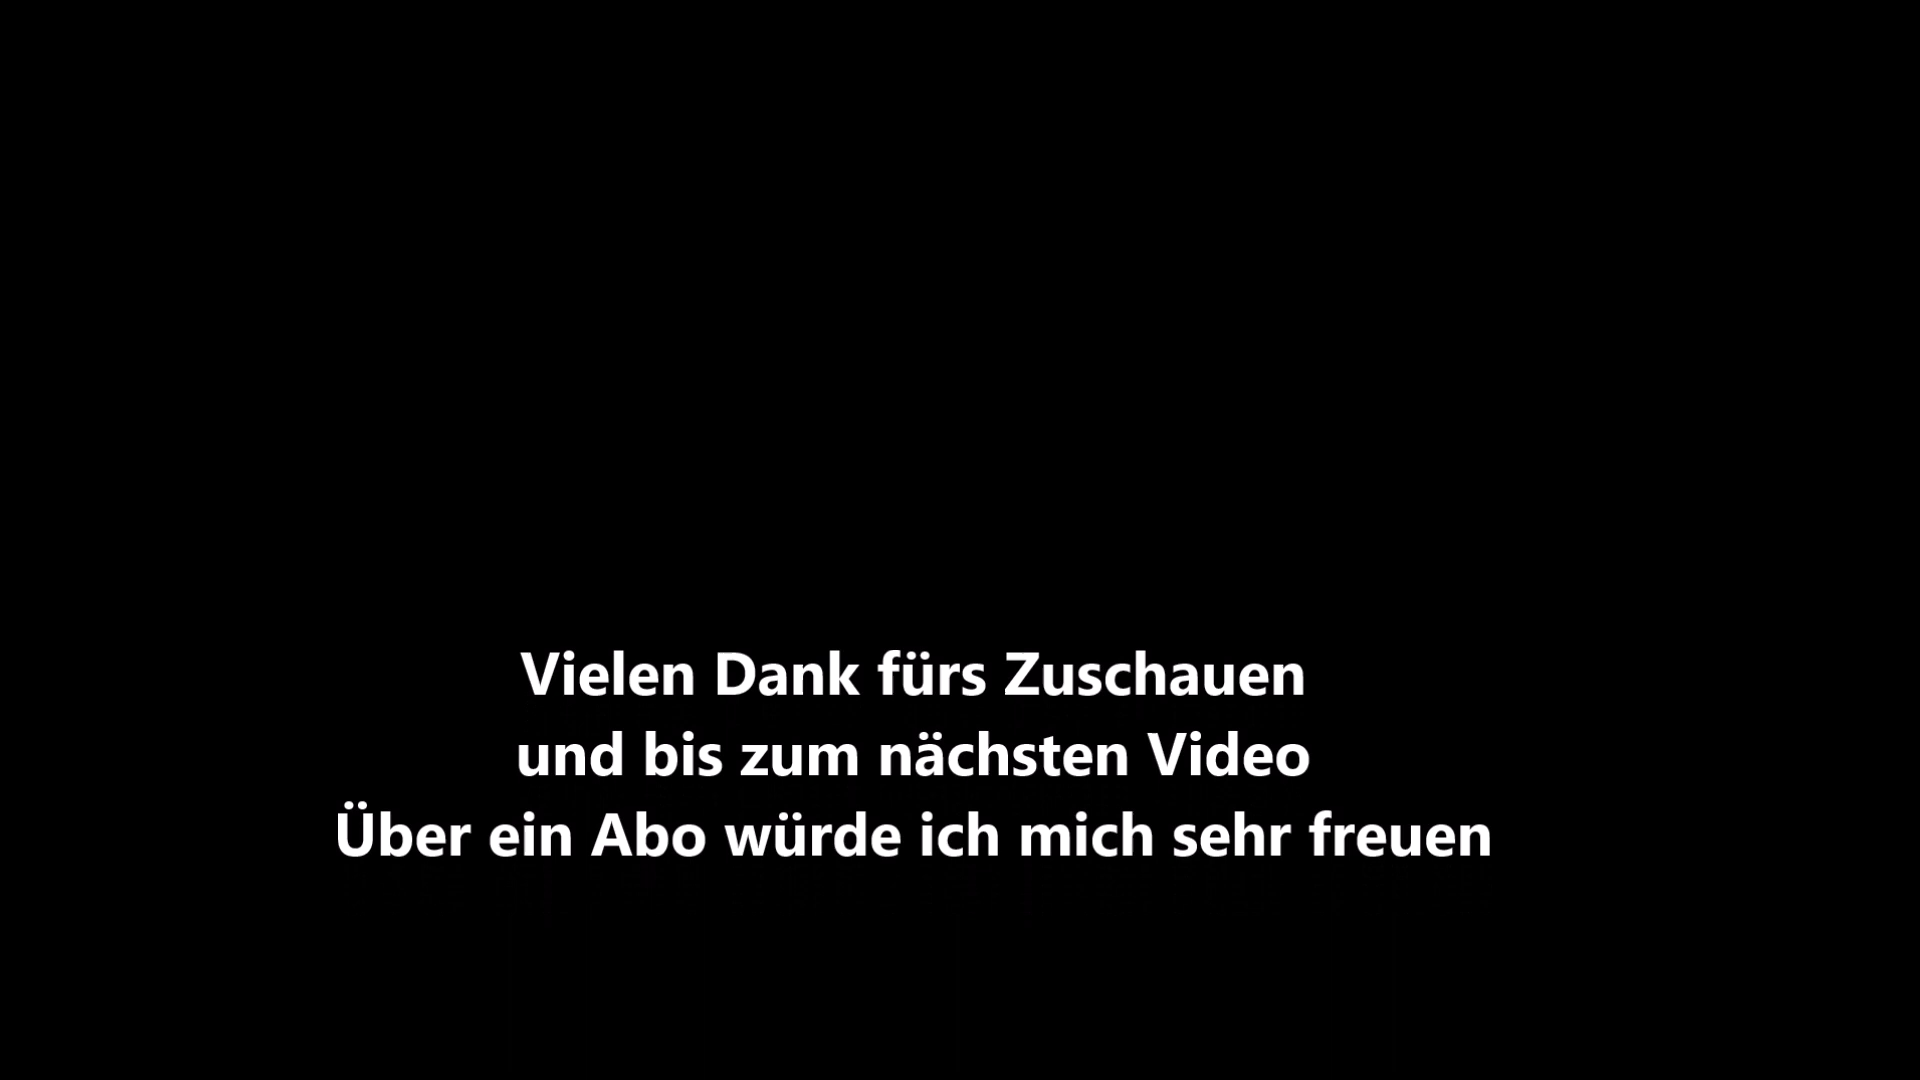 Vielen Dank fürs Zuschauen
und bis zum nächsten Video
Über ein Abo würde ich mich sehr freuen